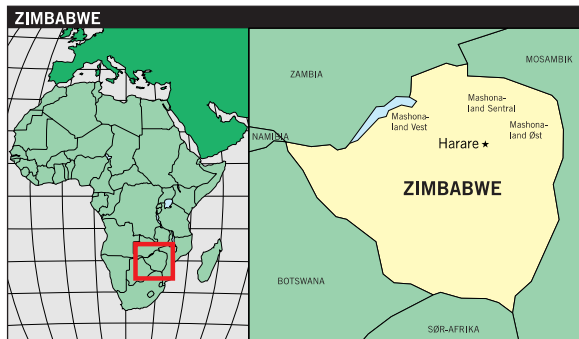 ZIMBABWE
ZAMBIA
MOSAMBIK
Mashona-
land Sentral
Mashona-
land Vest
Mashona-
land Øst
NAMIBIA
Harare
ZIMBABWE
BOTSWANA
SØR-AFRIKA